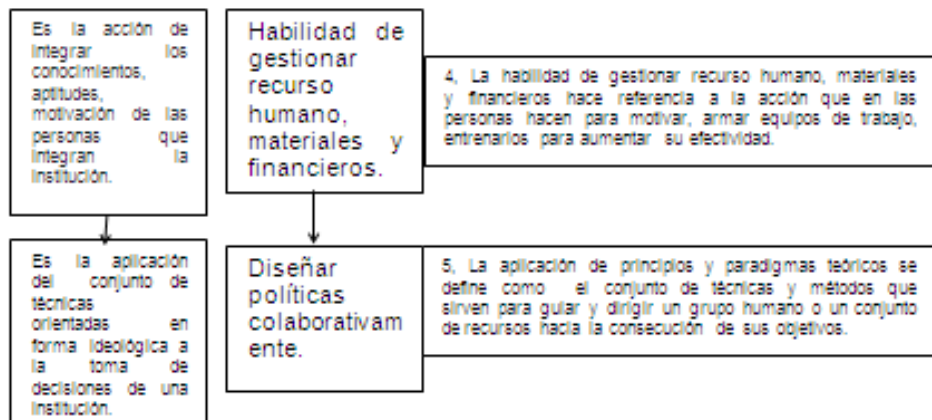 Es la acción de
integrar los
conocimientos,
aptitudes,
motivación de las
personas que
integran la
institución.
Habilidad de
gestionar
recurso
humano,
materiales y
financieros.
4, La habilidad de gestionar recurso humano, materiales
y financieros hace referencia a la acción que en las
personas hacen para motivar, armar equipos de trabajo,
entrenarlos para aumentar su efectividad.
Es la aplicación
del conjunto de
técnicas
orientadas en
forma ideológica a
la toma de
decisiones de una
institución.
Diseñar
políticas
colaborativam
ente.
5, La aplicación de principios y paradigmas teóricos se
define como el conjunto de técnicas y métodos que
sirven para guiar y dirigir un grupo humano o un conjunto
de recursos hacia la consecución de sus objetivos.